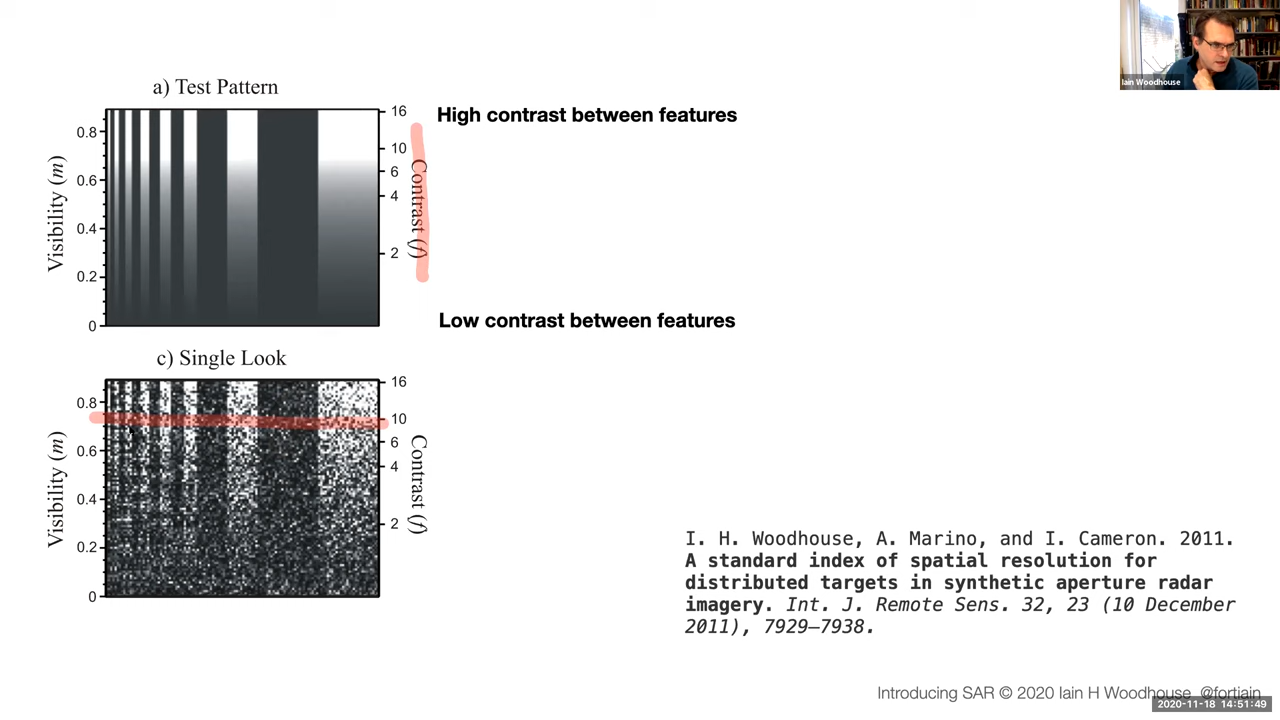 Iain Woodhouse
a) Test Pattern
High contrast between features
Visibility (m)
0.8
0.6
0.4
0.2
0
16
10
6
4
2
Contrast (f)
Low contrast between features
c) Single Look
Visibility (m)
0.8
0.6
0.4
0.2
0
16
10
6
4
2
Contrast (f)
I. H. Woodhouse, A. Marino, and I. Cameron. 2011.
A standard index of spatial resolution for
distributed targets in synthetic aperture radar
imagery. Int. J. Remote Sens. 32, 23 (10 December
2011), 7929–7938.
Introducing SAR © 2020 Iain H Woodhouse @fortiain
2020-11-18 14:51:49